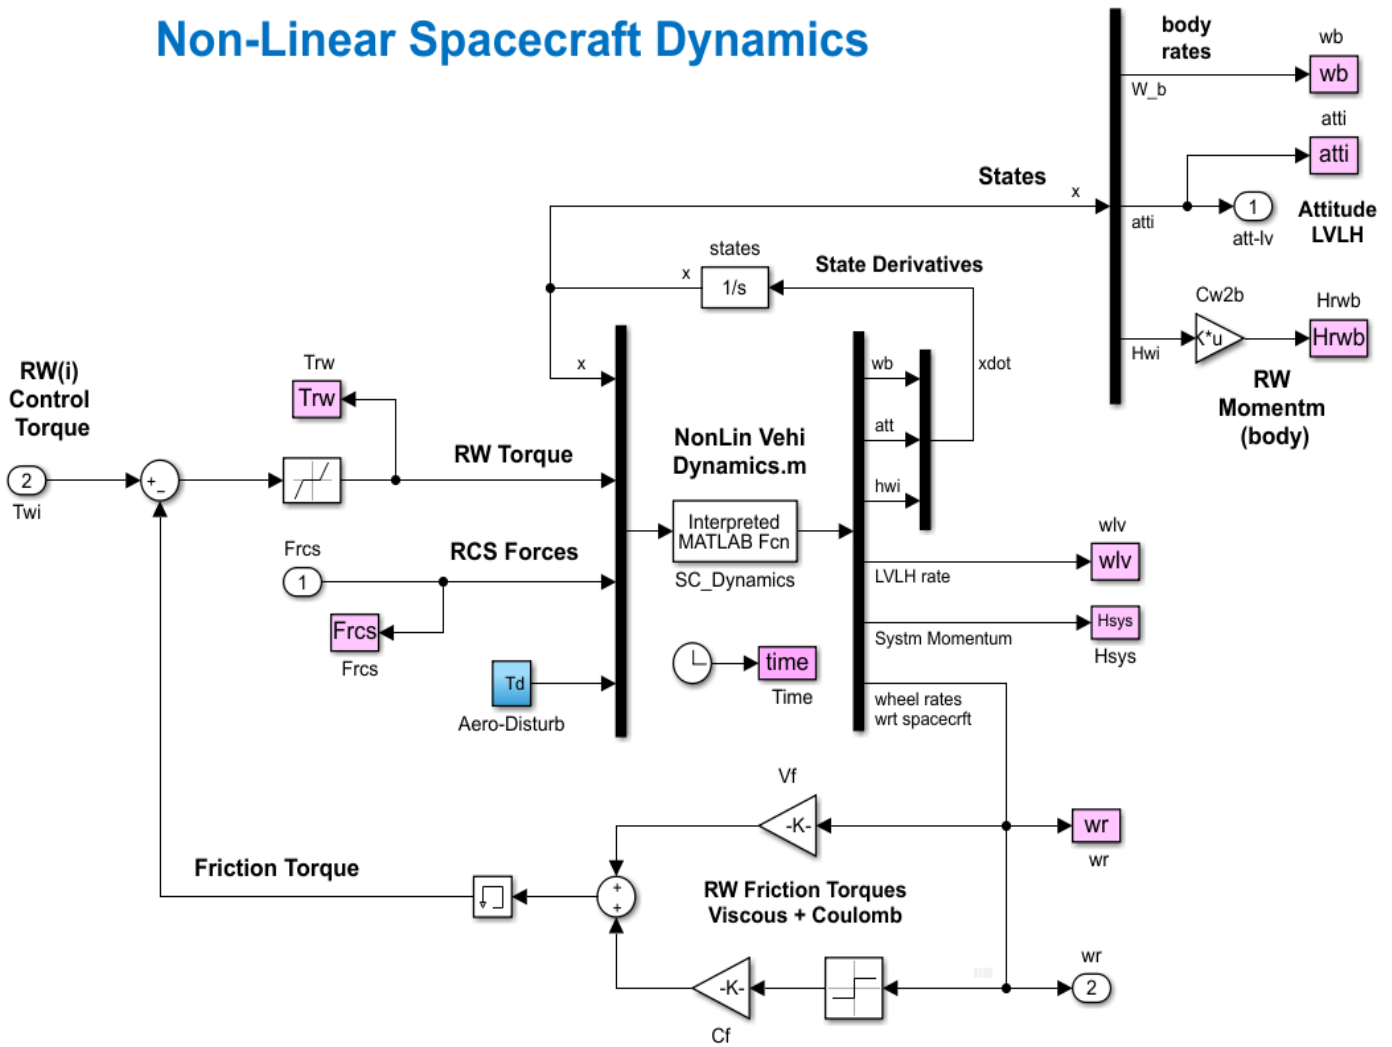 Non-Linear Spacecraft Dynamics
body
rates
wb
wb
W_b
atti
atti
States
x
atti
1
att-lv
Attitude
LVLH
states
x
1/s
State Derivatives
Cw2b
K*u
Hrwb
Hrwb
Hwi
RW
Momentm
(body)
xdot
x
wb
att
hwi
RW(i)
Control
Torque
Trw
Trw
2
Twi
+
_
RW Torque
NonLin Vehi
Dynamics.m
Interpreted
MATLAB Fcn
SC_Dynamics
Frcs
1
RCS Forces
Frcs
Frcs
Td
Aero-Disturb
time
Time
wlv
wlv
LVLH rate
Hsys
Hsys
Systm Momentum
wheel rates
wrt spacecrft
Vf
-K-
wr
wr
Friction Torque
+
+
RW Friction Torques
Viscous + Coulomb
-K-
Cf
wr
2